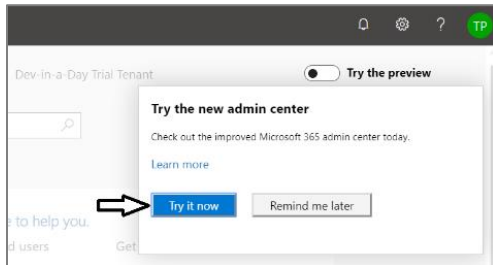 TP
Dev-in-a-Day Trial Tenant
Try the preview
Try the new admin center
Check out the improved Microsoft 365 admin center today.
Learn more
Try it now
Remind me later
e to help you.
d users
Get